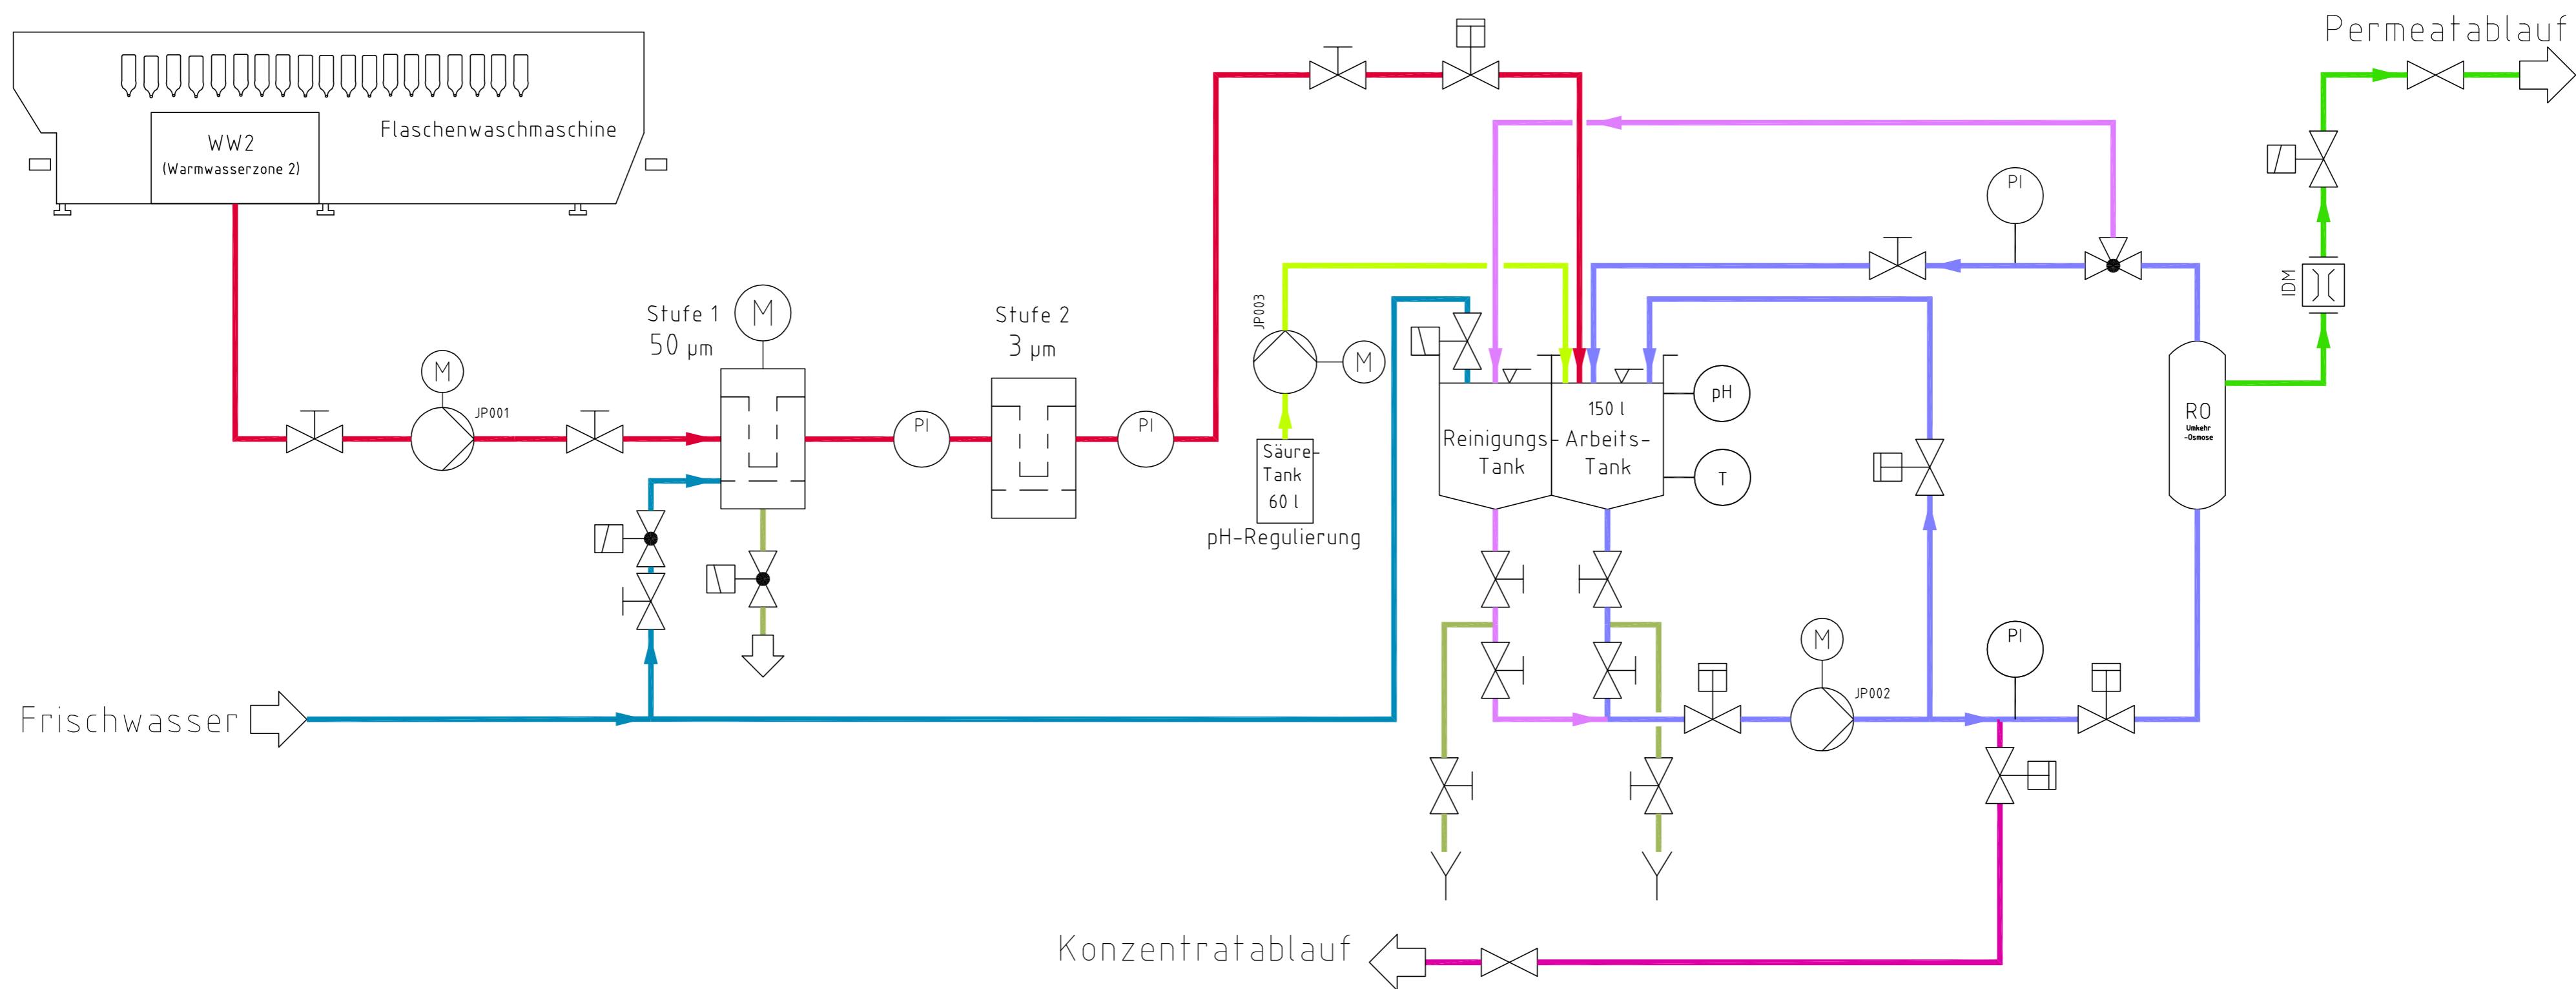 Permeatablauf
WW2
(Warmwasserzone 2)
Flaschenwaschmaschine
PI
IDM
Stufe 1
50 µm
M
Stufe 2
3 µm
JP003
M
M
JP001
PI
PI
pH
150 l
Reinigungs-
Tank
Arbeits-
Tank
T
RO
Umkehr
-Osmose
Säure-
Tank
60 l
pH-Regulierung
M
JP002
PI
Frischwasser
Konzentratablauf